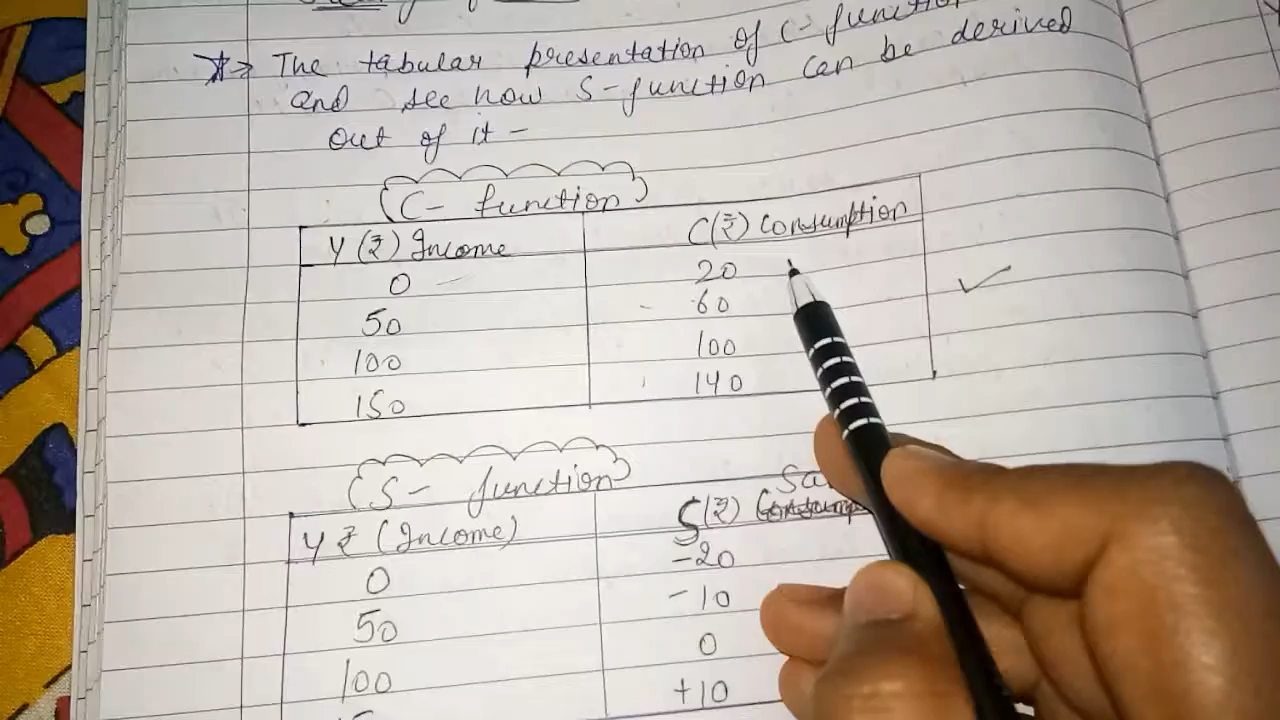 The tabular presentation of C-function
and see how S-function can be derived
out of it -
C- function
Y (₹) Income C(₹) Consumption
0 20
50 60
100 100
150 140
S- function
Y ₹ (Income) S(₹)
0 -20
50 -10
100 0
+10